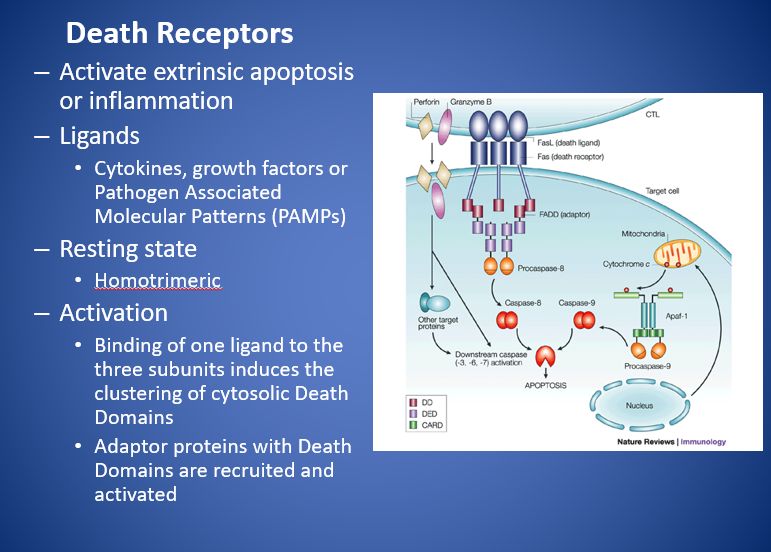 Death Receptors
– Activate extrinsic apoptosis
or inflammation
– Ligands
• Cytokines, growth factors or
Pathogen Associated
Molecular Patterns (PAMPs)
– Resting state
• Homotrimeric
– Activation
• Binding of one ligand to the
three subunits induces the
clustering of cytosolic Death
Domains
• Adaptor proteins with Death
Domains are recruited and
activated
Perforin
Granzyme B
CTL
FasL (death ligand)
Fas (death receptor)
Target cell
FADD (adaptor)
Mitochondria
Procaspase-8
Cytochrome c
Caspase-8
Caspase-9
Apaf-1
Other target
proteins
Downstream caspase
(-3, -6, -7) activation
Procaspase-9
APOPTOSIS
Nucleus
DD
DED
CARD
Nature Reviews | Immunology